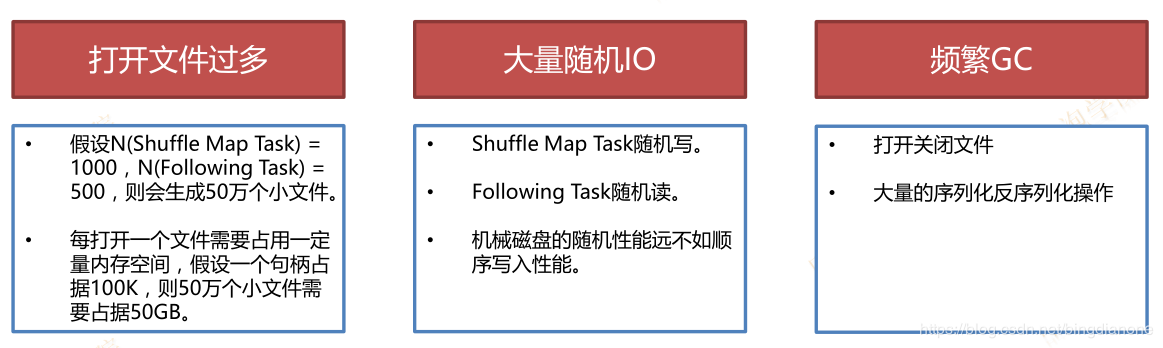 打开文件过多
• 假设N(Shuffle Map Task) =
1000，N(Following Task) =
500，则会生成50万个小文件。
• 每打开一个文件需要占用一定
量内存空间，假设一个句柄占
据100K，则50万个小文件需
要占据50GB。
大量随机IO
• Shuffle Map Task随机写。
• Following Task随机读。
• 机械磁盘的随机性能远不如顺
序写入性能。
频繁GC
• 打开关闭文件
• 大量的序列化反序列化操作
https://blog.csdn.net/bingdianone